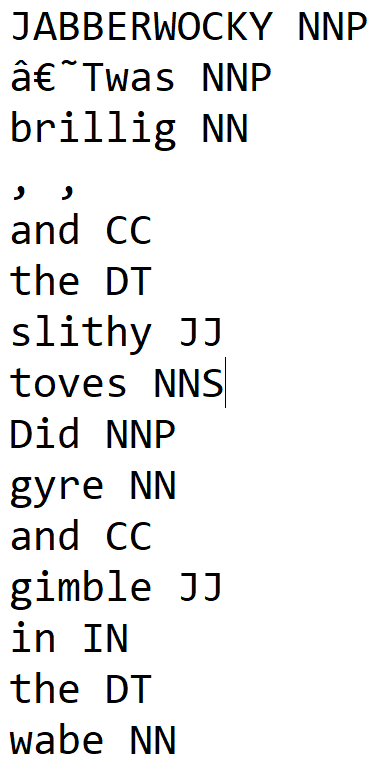 JABBERWOCKY NNP
â€˜Twas NNP
brillig NN
, ,
and CC
the DT
slithy JJ
toves NNS
Did NNP
gyre NN
and CC
gimble JJ
in IN
the DT
wabe NN